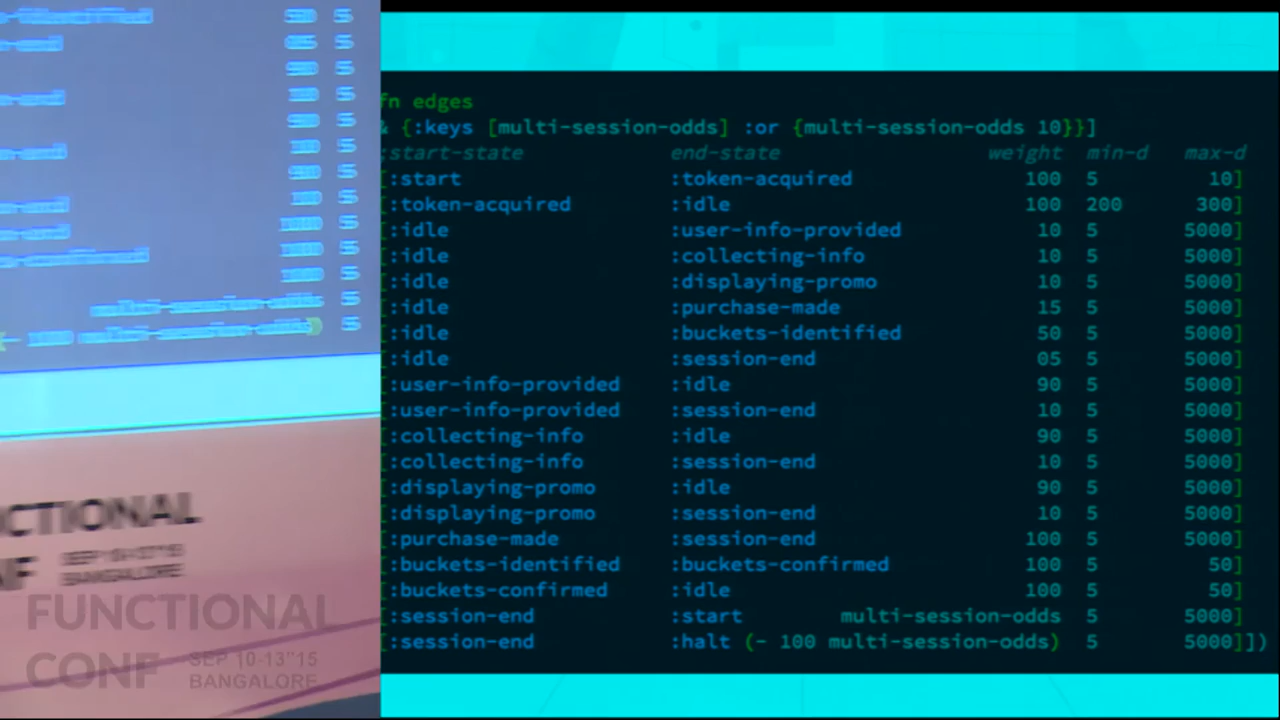 fn edges
& {:keys [multi-session-odds] :or {multi-session-odds 10}}]
;start-state end-state weight min-d max-d
[:start :token-acquired 100 5 10]
[:token-acquired :idle 100 200 300]
[:idle :user-info-provided 10 5 5000]
[:idle :collecting-info 10 5 5000]
[:idle :displaying-promo 10 5 5000]
[:idle :purchase-made 15 5 5000]
[:idle :buckets-identified 50 5 5000]
[:idle :session-end 05 5 5000]
[:user-info-provided :idle 90 5 5000]
[:user-info-provided :session-end 10 5 5000]
[:collecting-info :idle 90 5 5000]
[:collecting-info :session-end 10 5 5000]
[:displaying-promo :idle 90 5 5000]
[:displaying-promo :session-end 10 5 5000]
[:purchase-made :session-end 100 5 5000]
[:buckets-identified :buckets-confirmed 100 5 50]
[:buckets-confirmed :idle 100 5 50]
[:session-end :start multi-session-odds 5 5000]
[:session-end :halt (- 100 multi-session-odds) 5 5000]])
CTIONAL
BANGALORE
FUNCTIONAL
CONF SEP 10-13"15
BANGALORE